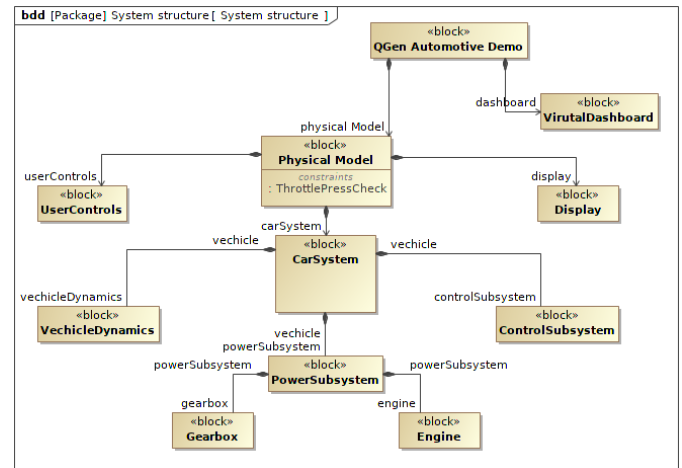 bdd [Package] System structure [ System structure ]
«block»
QGen Automotive Demo
dashboard
«block»
VirutalDashboard
physical Model
«block»
Physical Model
constraints
: ThrottlePressCheck
userControls
«block»
UserControls
display
«block»
Display
carSystem
«block»
CarSystem
vechicle
vechicle
vechicleDynamics
«block»
VechicleDynamics
controlSubsystem
«block»
ControlSubsystem
vechicle
powerSubsystem
«block»
PowerSubsystem
powerSubsystem
powerSubsystem
gearbox
«block»
Gearbox
engine
«block»
Engine